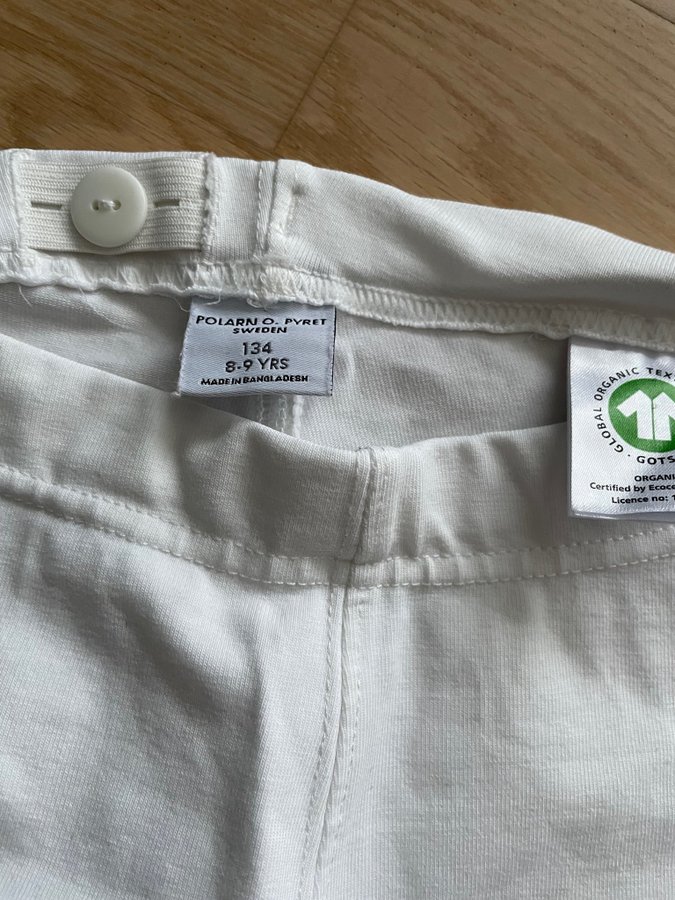 POLARN O. PYRET
SWEDEN
134
8-9 YRS
MADE IN BANGLADESH
GLOBAL ORGANIC TEX
GOTS
ORGANI
Certified by Ecoce
Licence no: 1